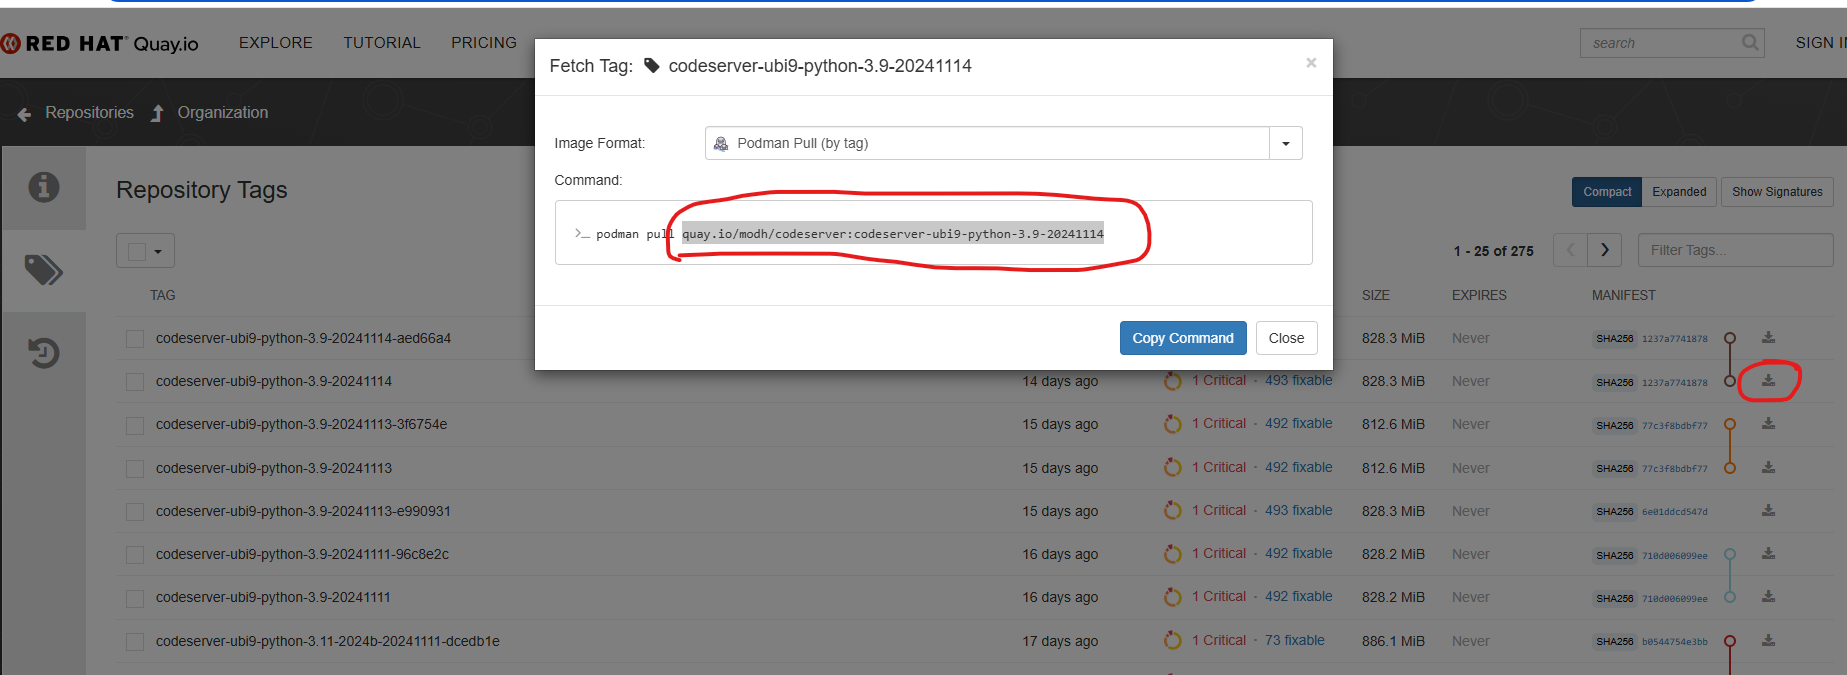 RED HAT Quay.io EXPLORE TUTORIAL PRICING search SIGN IN
Repositories Organization
Fetch Tag: codeserver-ubi9-python-3.9-20241114 ×
Image Format: Podman Pull (by tag)
Command:
>_ podman pull quay.io/modh/codeserver:codeserver-ubi9-python-3.9-20241114
Copy Command Close
Repository Tags Compact Expanded Show Signatures
1 - 25 of 275 Filter Tags...
TAG SIZE EXPIRES MANIFEST
codeserver-ubi9-python-3.9-20241114-aed66a4 828.3 MiB Never SHA256 1237a7741878
codeserver-ubi9-python-3.9-20241114 14 days ago 1 Critical · 493 fixable 828.3 MiB Never SHA256 1237a7741878
codeserver-ubi9-python-3.9-20241113-3f6754e 15 days ago 1 Critical · 492 fixable 812.6 MiB Never SHA256 77c3f8bdbf77
codeserver-ubi9-python-3.9-20241113 15 days ago 1 Critical · 492 fixable 812.6 MiB Never SHA256 77c3f8bdbf77
codeserver-ubi9-python-3.9-20241113-e990931 15 days ago 1 Critical · 493 fixable 828.3 MiB Never SHA256 6e01ddcd547d
codeserver-ubi9-python-3.9-20241111-96c8e2c 16 days ago 1 Critical · 492 fixable 828.2 MiB Never SHA256 710d006099ee
codeserver-ubi9-python-3.9-20241111 16 days ago 1 Critical · 492 fixable 828.2 MiB Never SHA256 710d006099ee
codeserver-ubi9-python-3.11-2024b-20241111-dcedb1e 17 days ago 1 Critical · 73 fixable 886.1 MiB Never SHA256 b0544754e3bb